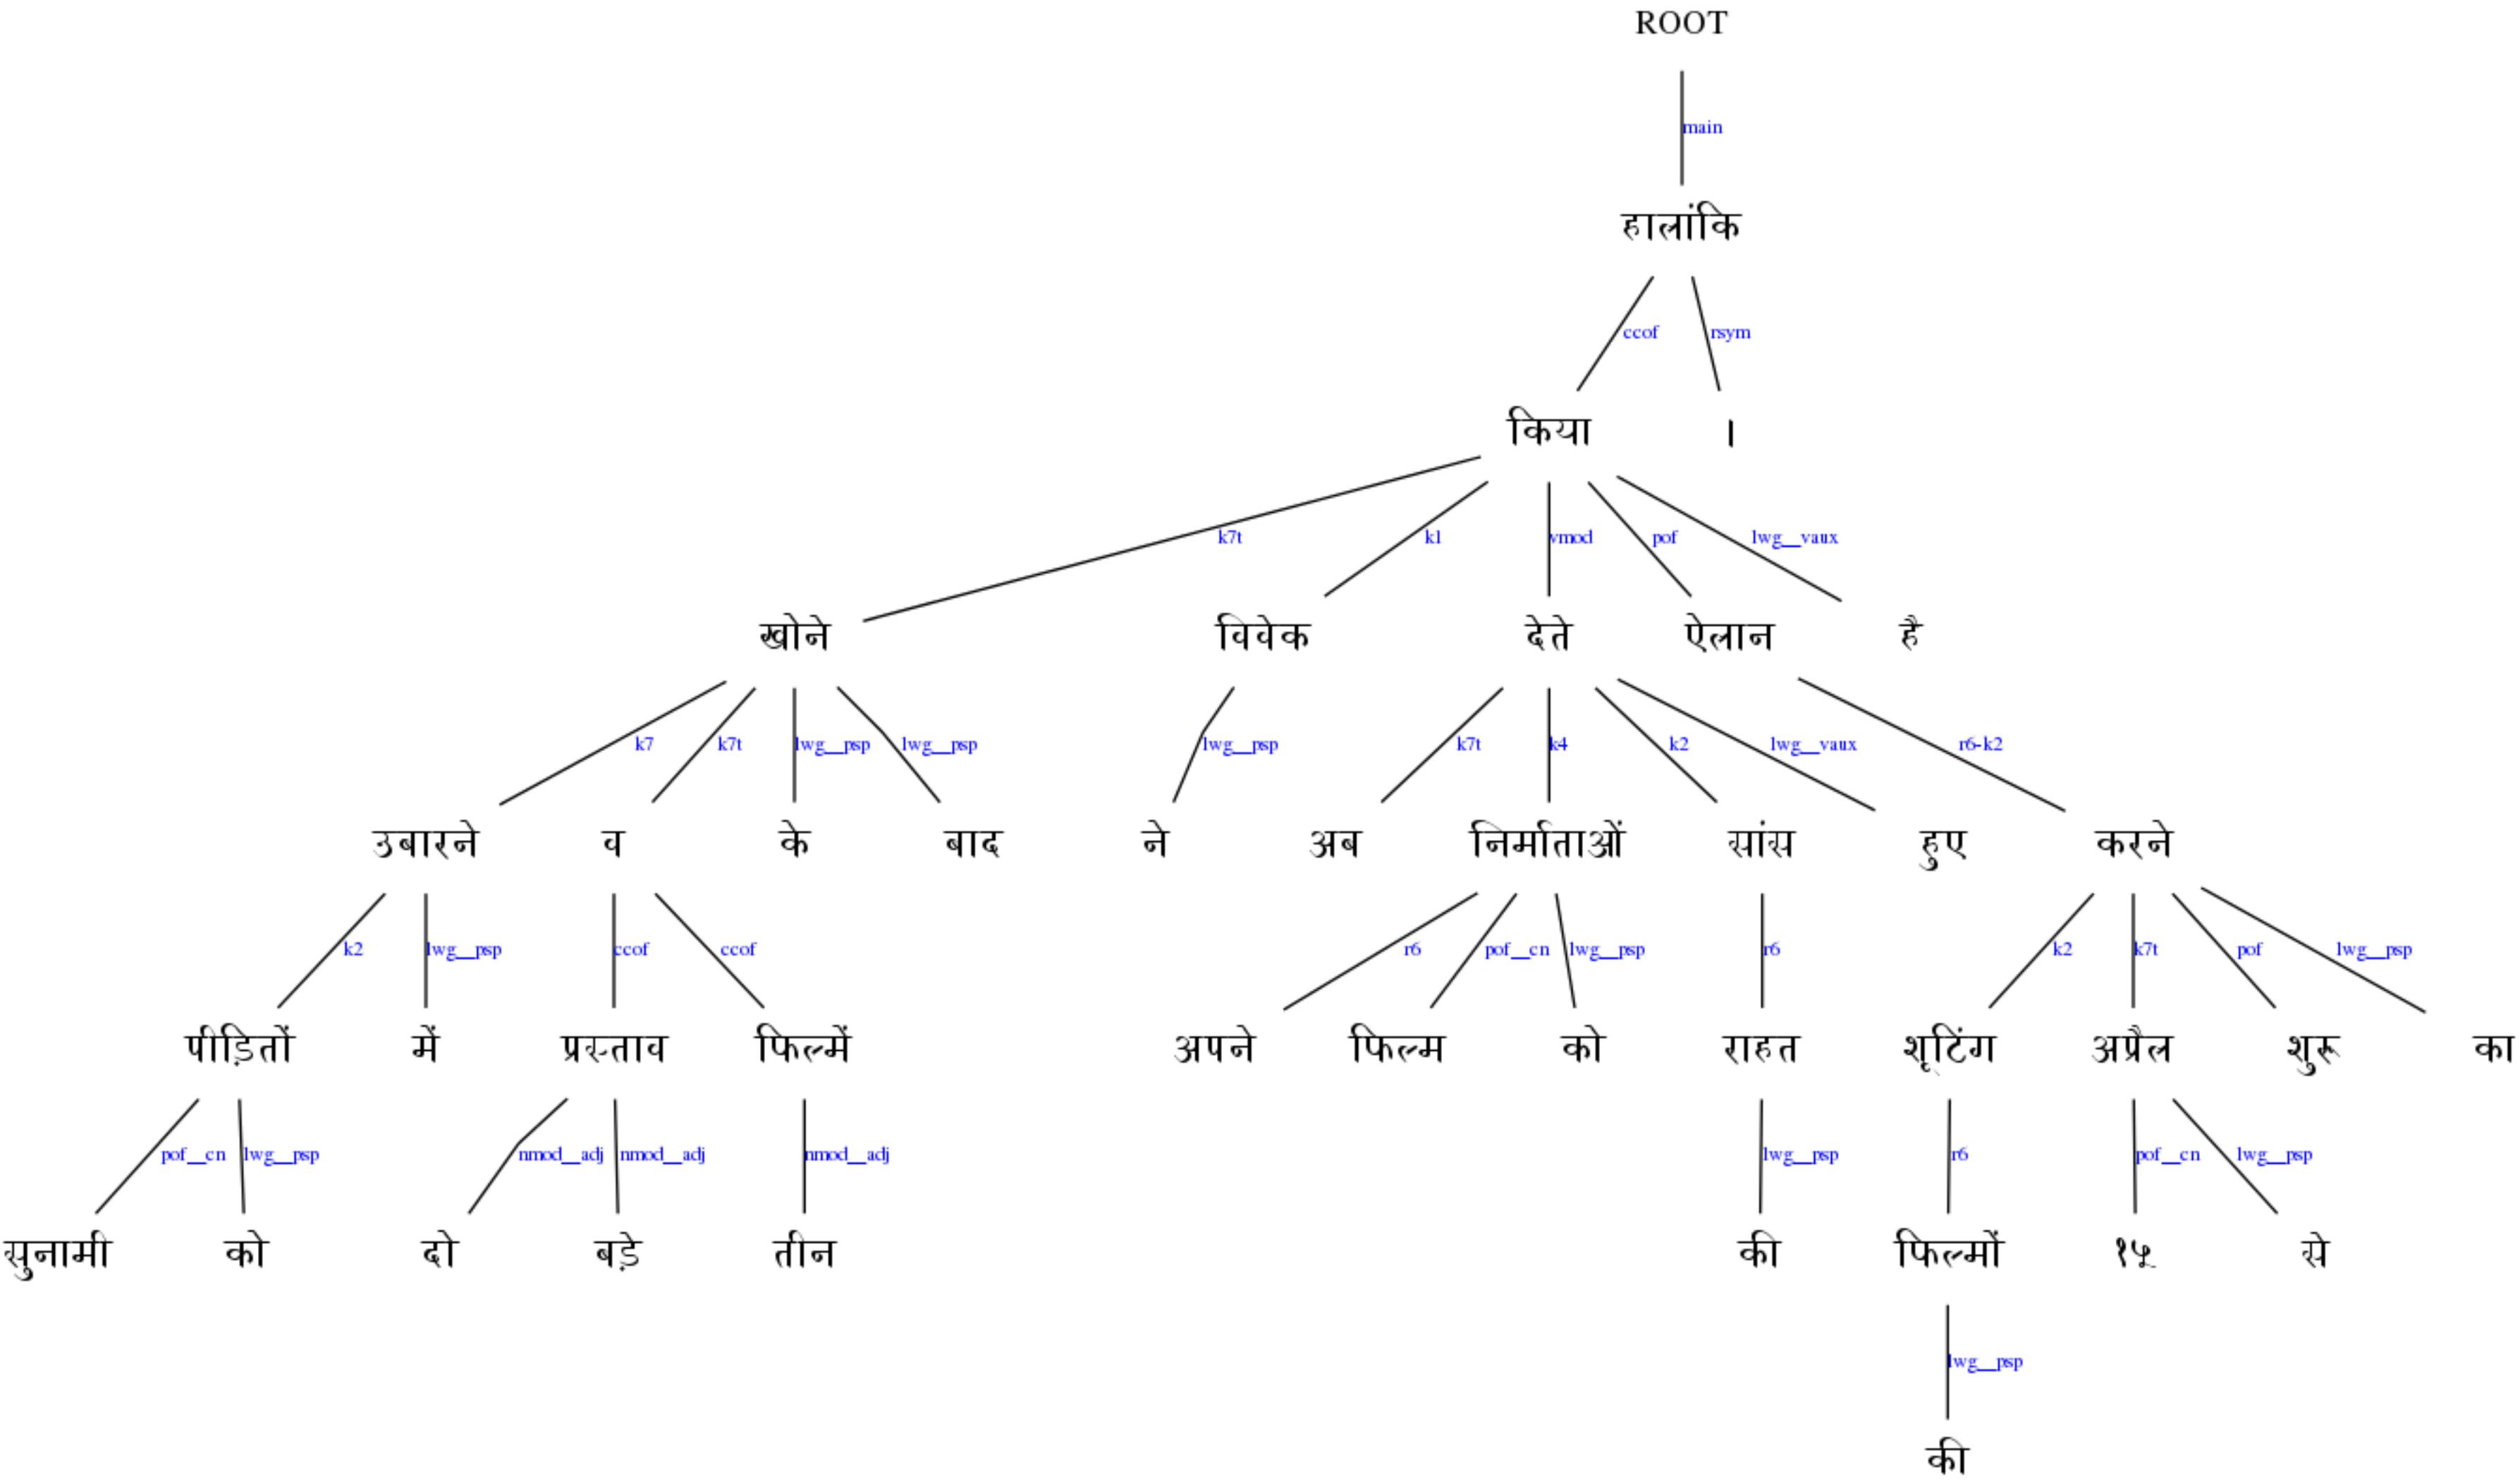 ROOT
main
हालांकि
ccof rsym
किया ।
k7t k1 vmod pof lwg__vaux
खोने विवेक देते ऐलान है
k7 k7t lwg__psp lwg__psp lwg__psp k7t k4 k2 lwg__vaux r6-k2
उबारने व के बाद ने अब निर्माताओं सांस हुए करने
k2 lwg__psp ccof ccof r6 pof__cn lwg__psp r6 k2 k7t pof lwg__psp
पीड़ितों में प्रस्ताव फिल्में अपने फिल्म को राहत शूटिंग अप्रैल शुरू का
pof__cn lwg__psp nmod__adj nmod__adj nmod__adj lwg__psp r6 pof__cn lwg__psp
सुनामी को दो बड़े तीन की फिल्मों १५ से
lwg__psp
की